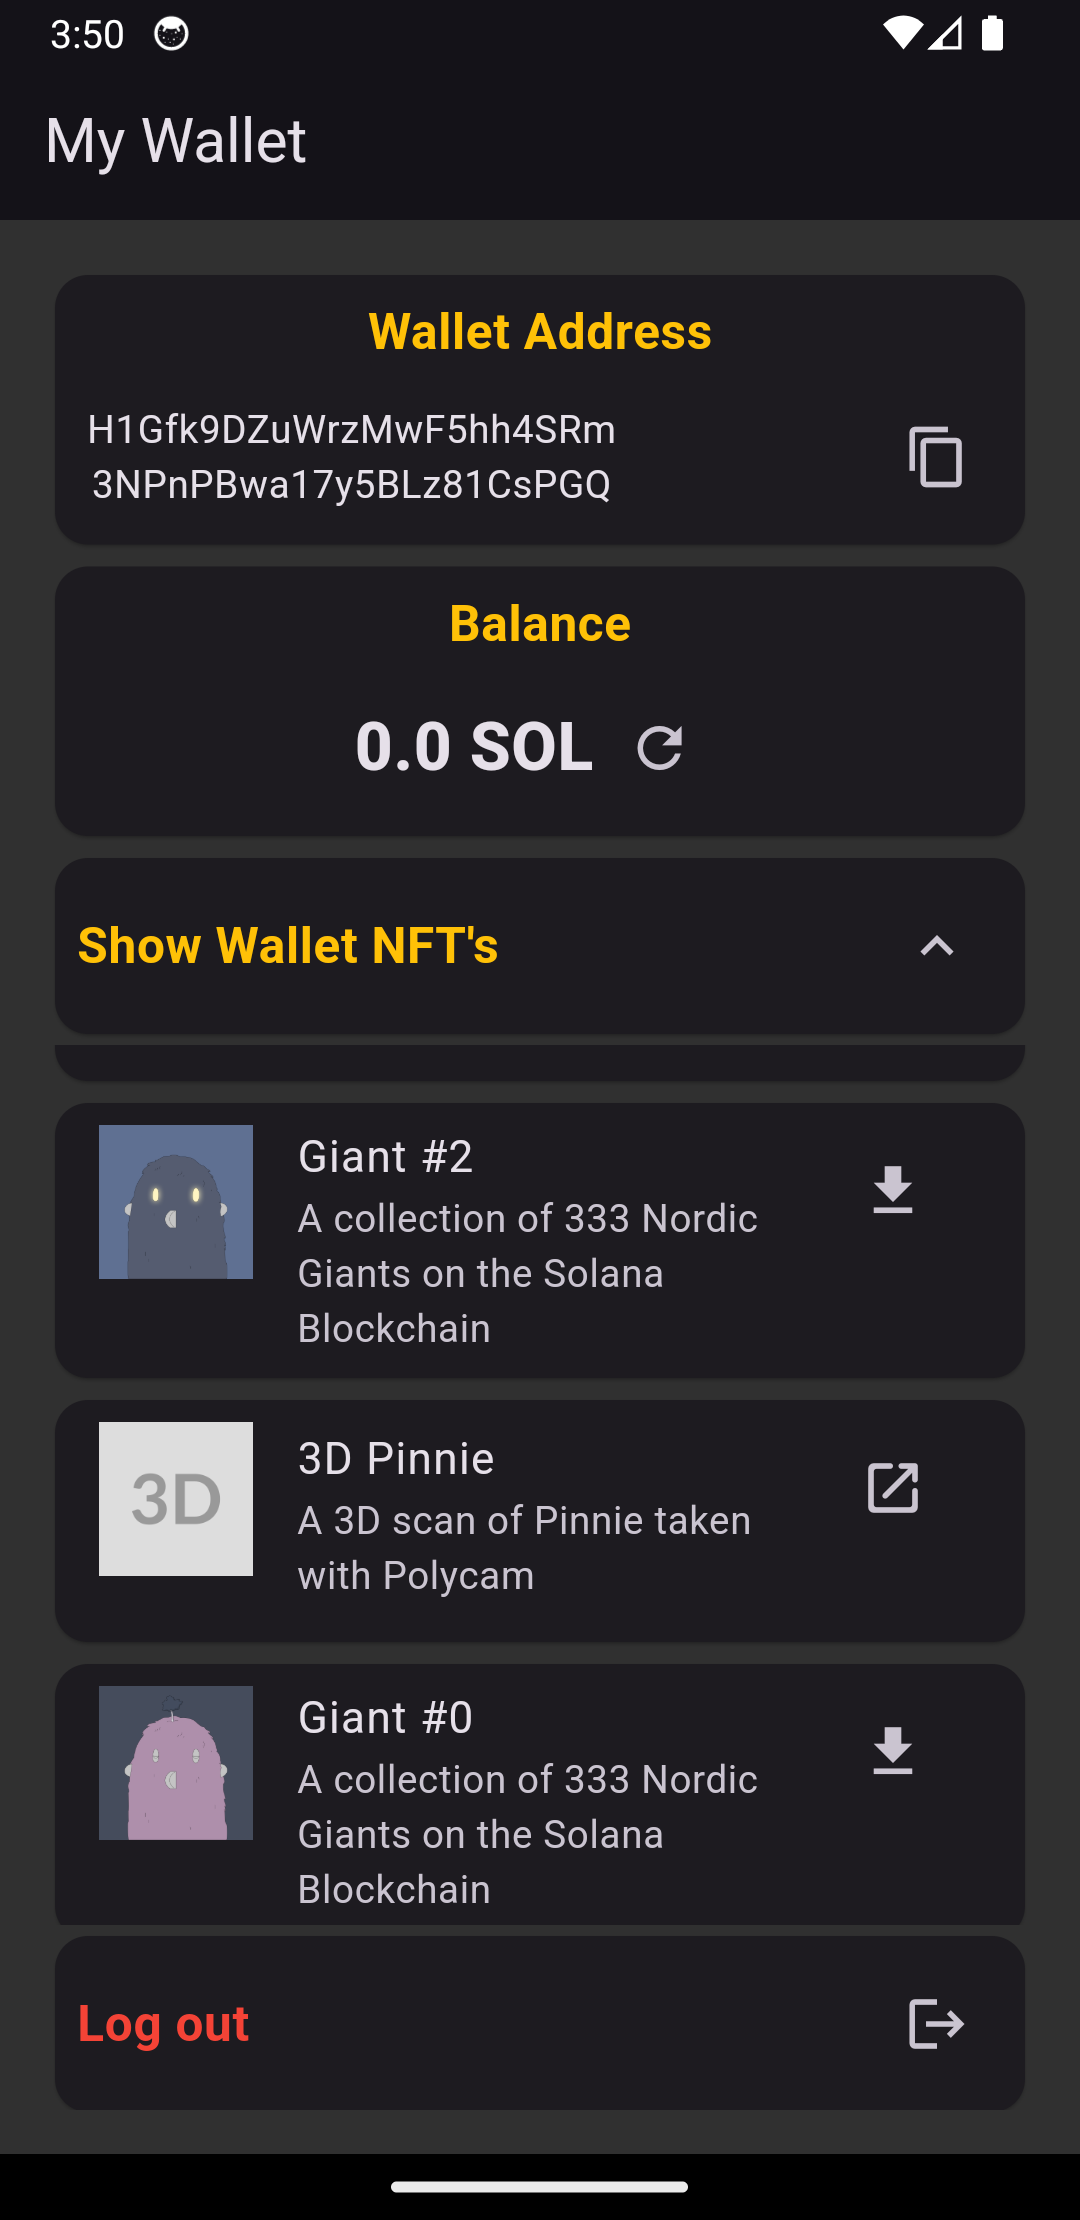 3:50
My Wallet
Wallet Address
H1Gfk9DZuWrzMwF5hh4SRm
3NPnPBwa17y5BLz81CsPGQ
Balance
0.0 SOL
Show Wallet NFT's
Giant #2
A collection of 333 Nordic
Giants on the Solana
Blockchain
3D
3D Pinnie
A 3D scan of Pinnie taken
with Polycam
Giant #0
A collection of 333 Nordic
Giants on the Solana
Blockchain
Log out